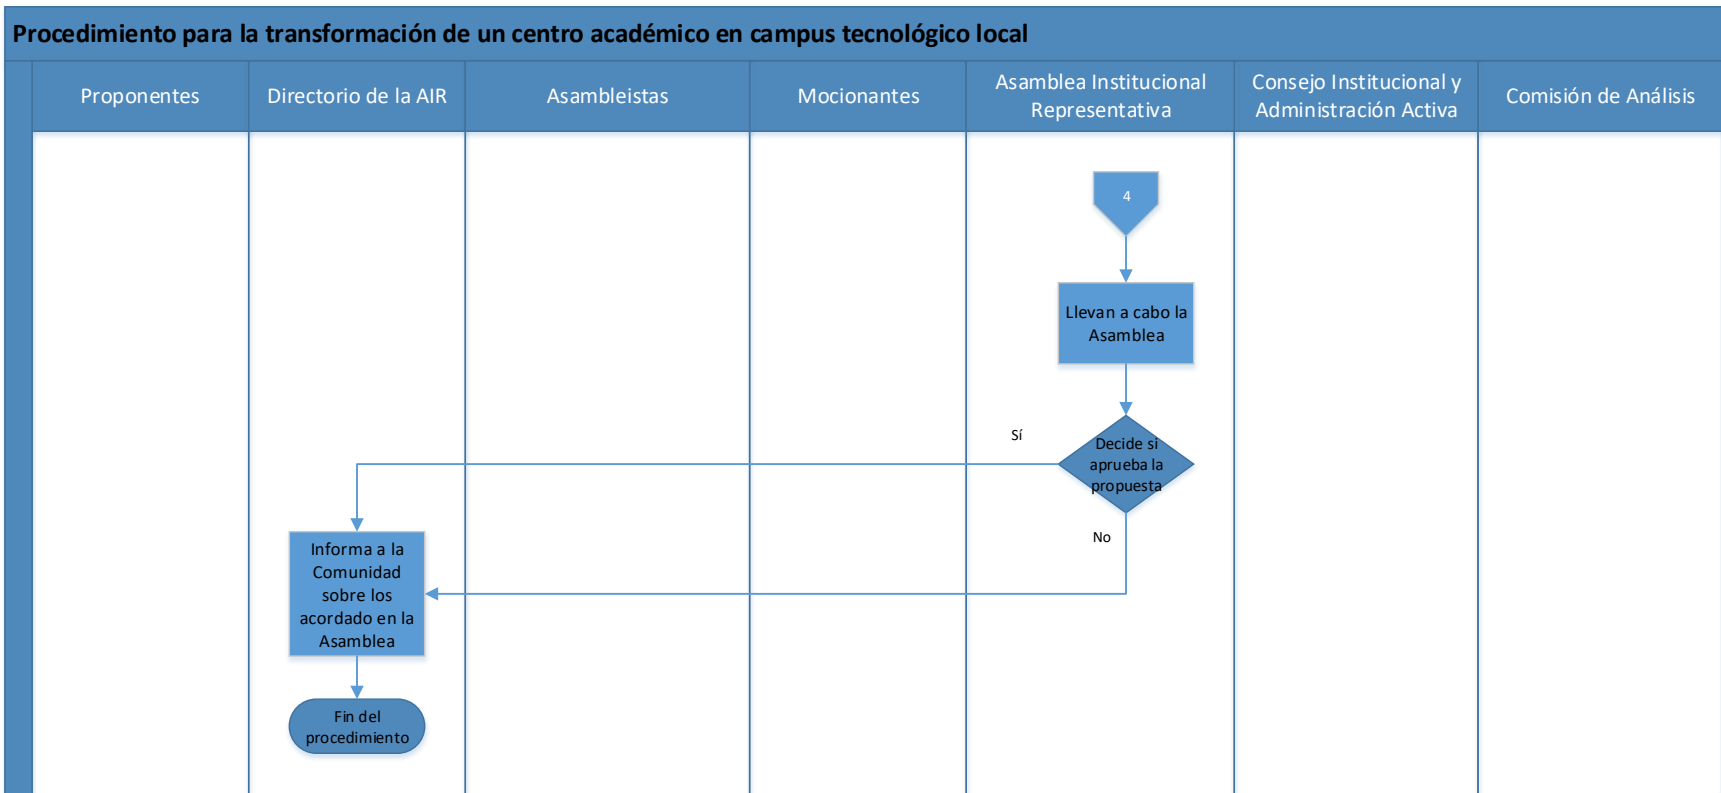 Procedimiento para la transformación de un centro académico en campus tecnológico local
Proponentes
Directorio de la AIR
Asambleistas
Mocionantes
Asamblea Institucional
Representativa
Consejo Institucional y
Administración Activa
Comisión de Análisis
4
Llevan a cabo la
Asamblea
Sí
Decide si
aprueba la
propuesta
No
Informa a la
Comunidad
sobre los
acordado en la
Asamblea
Fin del
procedimiento